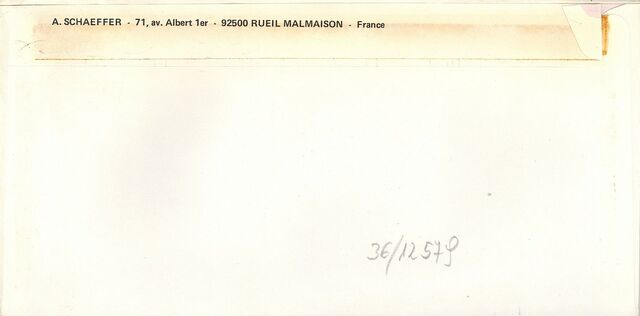 A. SCHAEFFER - 71, av. Albert 1er - 92500 RUEIL MALMAISON - France
36/12579